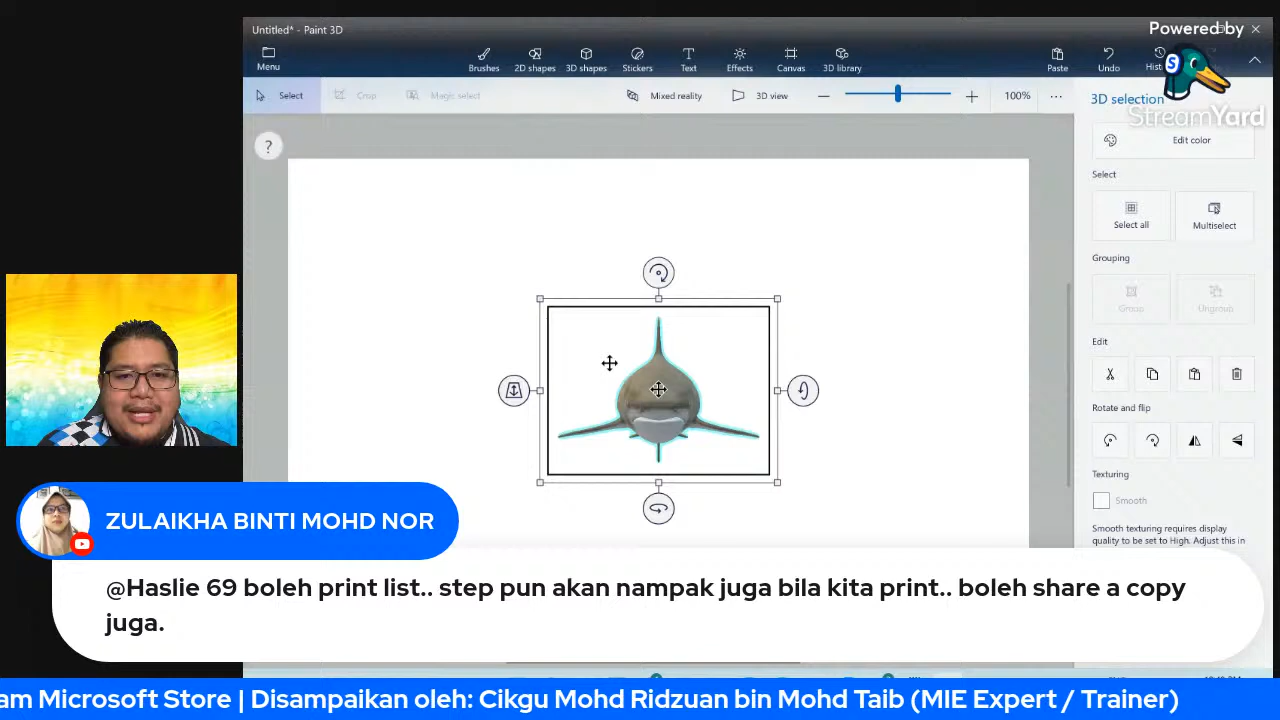 Untitled* - Paint 3D
Powered by
Menu
Brushes
2D shapes
3D shapes
Stickers
Text
Effects
Canvas
3D library
Paste
Undo
StreamYard
Select
Crop
Magic select
Mixed reality
3D view
100%
3D selection
?
Edit color
Select
Select all
Multiselect
Grouping
Group
Ungroup
Edit
Rotate and flip
Texturing
Smooth
Smooth texturing requires display
quality to be set to High. Adjust this in
ZULAIKHA BINTI MOHD NOR
@Haslie 69 boleh print list.. step pun akan nampak juga bila kita print.. boleh share a copy
juga.
am Microsoft Store | Disampaikan oleh: Cikgu Mohd Ridzuan bin Mohd Taib (MIE Expert / Trainer)